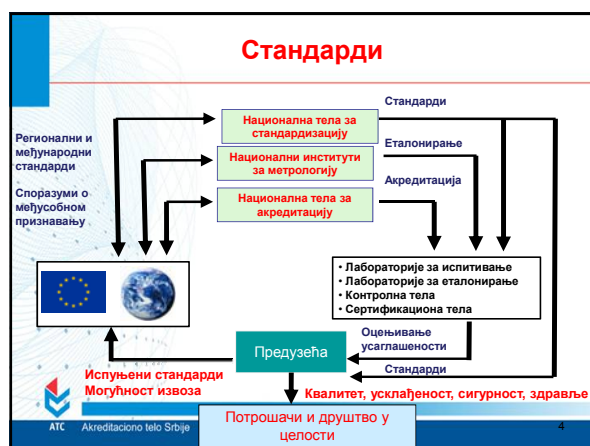 Стандарди
Национална тела за
стандардизацију
Стандарди
Регионални и
међународни
стандарди
Национални институти
за метрологију
Еталонирање
Споразуми о
међусобном
признавању
Национална тела за
акредитацију
Акредитација
• Лабораторије за испитивање
• Лабораторије за еталонирање
• Контролна тела
• Сертификациона тела
Предузећа
Оцењивање
усаглашености
Стандарди
Испуњени стандарди
Могућност извоза
Квалитет, усклађеност, сигурност, здравље
Потрошачи и друштво у
целости
АТС Akreditaciono telo Srbije
4